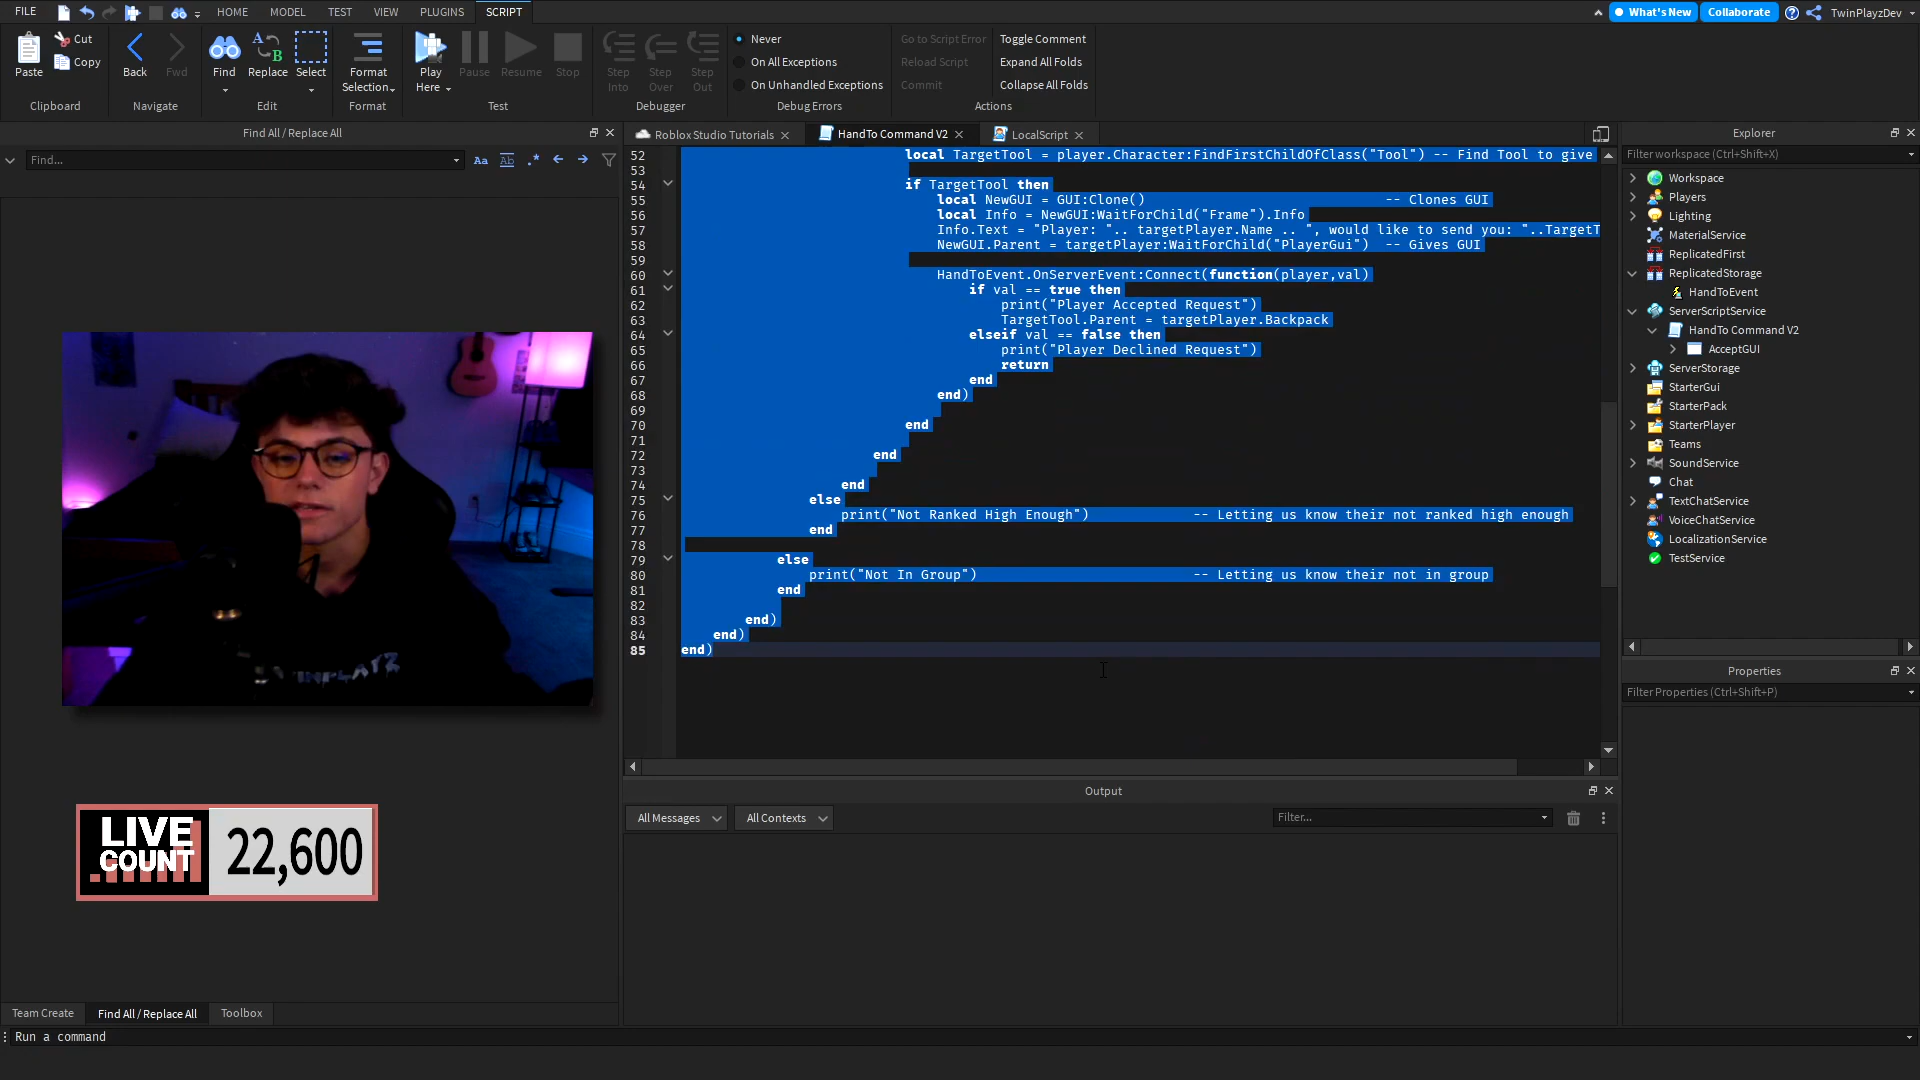 FILE
HOME
MODEL
TEST
VIEW
PLUGINS
SCRIPT
What's New
Collaborate
TwinPlayzDev
Paste
Cut
Copy
Clipboard
Back
Fwd
Navigate
Find
Replace
Select
Edit
Format
Selection
Format
Play
Here
Pause
Resume
Stop
Test
Step
Into
Step
Over
Step
Out
Debugger
Never
On All Exceptions
On Unhandled Exceptions
Debug Errors
Go to Script Error
Reload Script
Commit
Toggle Comment
Expand All Folds
Collapse All Folds
Actions
Find All / Replace All
Find...
Aa
Ab
Roblox Studio Tutorials
HandTo Command V2
LocalScript
52 local TargetTool = player.Character:FindFirstChildOfClass("Tool") -- Find Tool to give
53
54 if TargetTool then
55 local NewGUI = GUI:Clone() -- Clones GUI
56 local Info = NewGUI:WaitForChild("Frame").Info
57 Info.Text = "Player: ".. targetPlayer.Name .. ", would like to send you: "..TargetT
58 NewGUI.Parent = targetPlayer:WaitForChild("PlayerGui") -- Gives GUI
59
60 HandToEvent.OnServerEvent:Connect(function(player,val)
61 if val == true then
62 print("Player Accepted Request")
63 TargetTool.Parent = targetPlayer.Backpack
64 elseif val == false then
65 print("Player Declined Request")
66 return
67 end
68 end)
69
70 end
71
72 end
73
74 end
75 else
76 print("Not Ranked High Enough") -- Letting us know their not ranked high enough
77 end
78
79 else
80 print("Not In Group") -- Letting us know their not in group
81 end
82
83 end)
84 end)
85 end)
Output
All Messages
All Contexts
Filter...
Explorer
Filter workspace (Ctrl+Shift+X)
Workspace
Players
Lighting
MaterialService
ReplicatedFirst
ReplicatedStorage
HandToEvent
ServerScriptService
HandTo Command V2
AcceptGUI
ServerStorage
StarterGui
StarterPack
StarterPlayer
Teams
SoundService
Chat
TextChatService
VoiceChatService
LocalizationService
TestService
Properties
Filter Properties (Ctrl+Shift+P)
LIVE
COUNT
22,600
Team Create
Find All / Replace All
Toolbox
Run a command